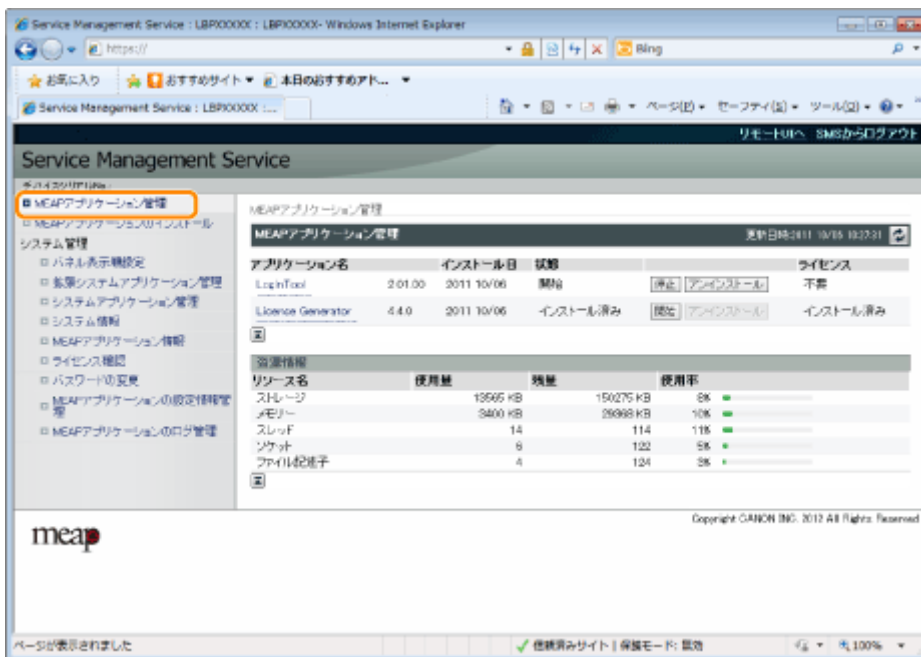 Service Management Service : LBPXXXXX : LBPXXXXX- Windows Internet Explorer
https://
Bing
お気に入り おすすめサイト 本日のおすすめアド...
Service Management Service : LBPXXXXX :...
ページ(P) セーフティ(S) ツール(O)
リモートUIへ SMSからログアウト
Service Management Service
デバイスシリアルNo.:
MEAPアプリケーション管理
MEAPアプリケーションのインストール
システム管理
パネル表示順設定
拡張システムアプリケーション管理
システムアプリケーション管理
システム情報
MEAPアプリケーション情報
ライセンス確認
パスワードの変更
MEAPアプリケーションの設定情報管理
MEAPアプリケーションのログ管理
MEAPアプリケーション管理
MEAPアプリケーション管理 更新日時:2011 10/06 10:27:31
アプリケーション名 インストール日 状態 ライセンス
LoginTool 2.01.00 2011 10/06 開始 停止 アンインストール 不要
License Generator 4.4.0 2011 10/06 インストール済み 開始 アンインストール インストール済み
資源情報
リソース名 使用量 残量 使用率
ストレージ 13565 KB 150275 KB 8%
メモリー 3400 KB 29368 KB 10%
スレッド 14 114 11%
ソケット 6 122 5%
ファイル記述子 4 124 3%
Copyright CANON INC. 2012 All Rights Reserved
meap
ページが表示されました 信頼済みサイト | 保護モード: 無効 100%